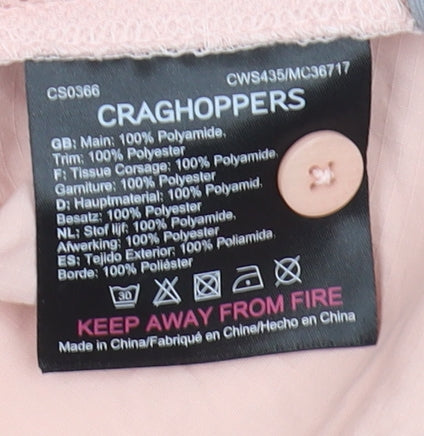 CS0366
CWS435/MC36717
CRAGHOPPERS
GB: Main: 100% Polyamide.
Trim: 100% Polyester
F: Tissue Corsage: 100% Polyamide.
Garniture: 100% Polyester
D: Hauptmaterial: 100% Polyamid.
Besatz: 100% Polyester
NL: Stof lijf: 100% Polyamide.
Afwerking: 100% Polyester
ES: Tejido Exterior: 100% Poliamida.
Borde: 100% Poliéster
30
KEEP AWAY FROM FIRE
Made in China/Fabriqué en Chine/Hecho en China